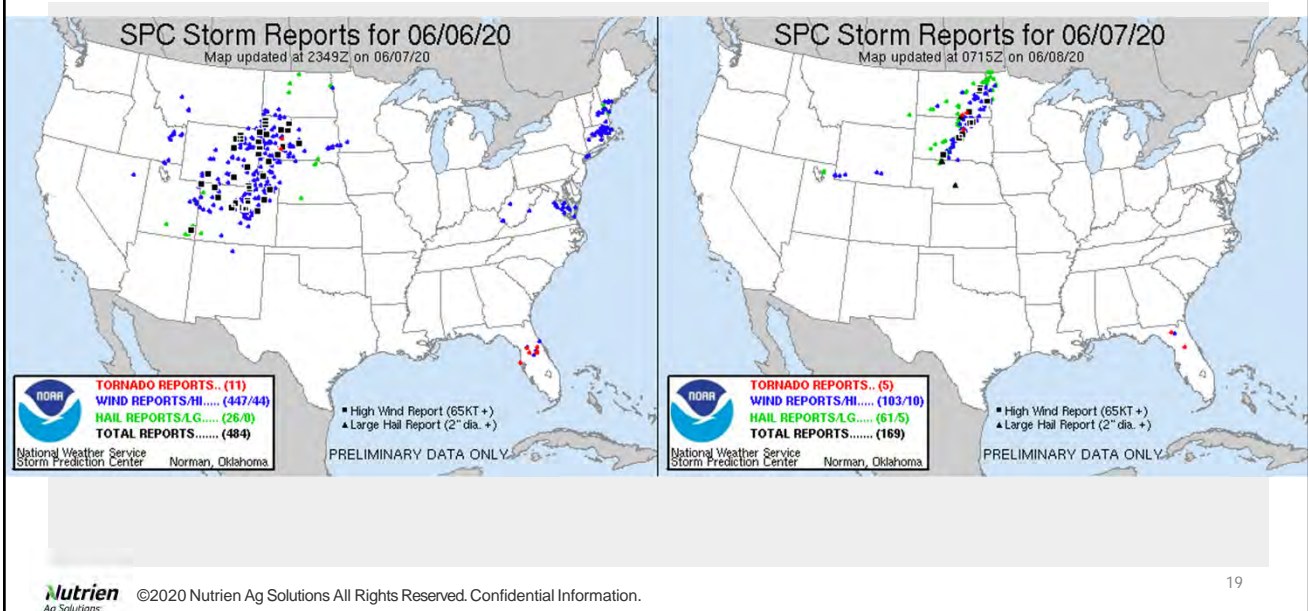 SPC Storm Reports for 06/06/20
Map updated at 2349Z on 06/07/20
NOAA
TORNADO REPORTS.. (11)
WIND REPORTS/HI.... (447/44)
HAIL REPORTS/LG..... (26/0)
TOTAL REPORTS....... (484)
National Weather Service
Storm Prediction Center Norman, Oklahoma
High Wind Report (65KT +)
Large Hail Report (2" dia. +)
PRELIMINARY DATA ONLY
SPC Storm Reports for 06/07/20
Map updated at 0715Z on 06/08/20
NOAA
TORNADO REPORTS.. (5)
WIND REPORTS/HI.... (103/10)
HAIL REPORTS/LG..... (61/5)
TOTAL REPORTS....... (169)
National Weather Service
Storm Prediction Center Norman, Oklahoma
High Wind Report (65KT +)
Large Hail Report (2" dia. +)
PRELIMINARY DATA ONLY
Nutrien
Ag Solutions
©2020 Nutrien Ag Solutions All Rights Reserved. Confidential Information.
19